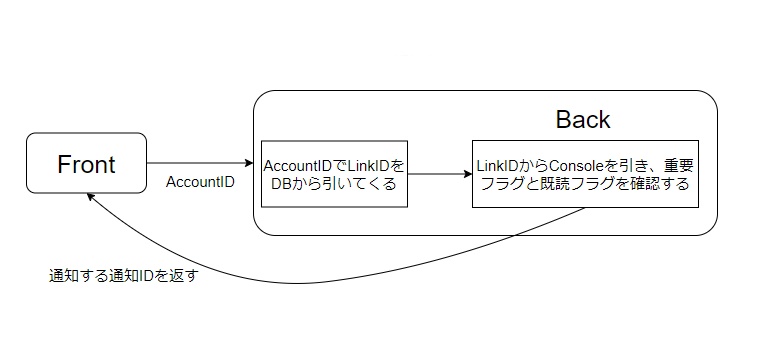 Back
Front
AccountID
AccountIDでLinkIDを
DBから引いてくる
LinkIDからConsoleを引き、重要
フラグと既読フラグを確認する
通知する通知IDを返す